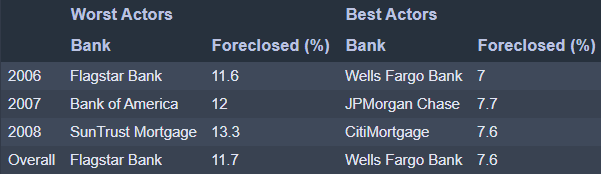 Worst Actors Best Actors
Bank Foreclosed (%) Bank Foreclosed (%)
2006 Flagstar Bank 11.6 Wells Fargo Bank 7
2007 Bank of America 12 JPMorgan Chase 7.7
2008 SunTrust Mortgage 13.3 CitiMortgage 7.6
Overall Flagstar Bank 11.7 Wells Fargo Bank 7.6